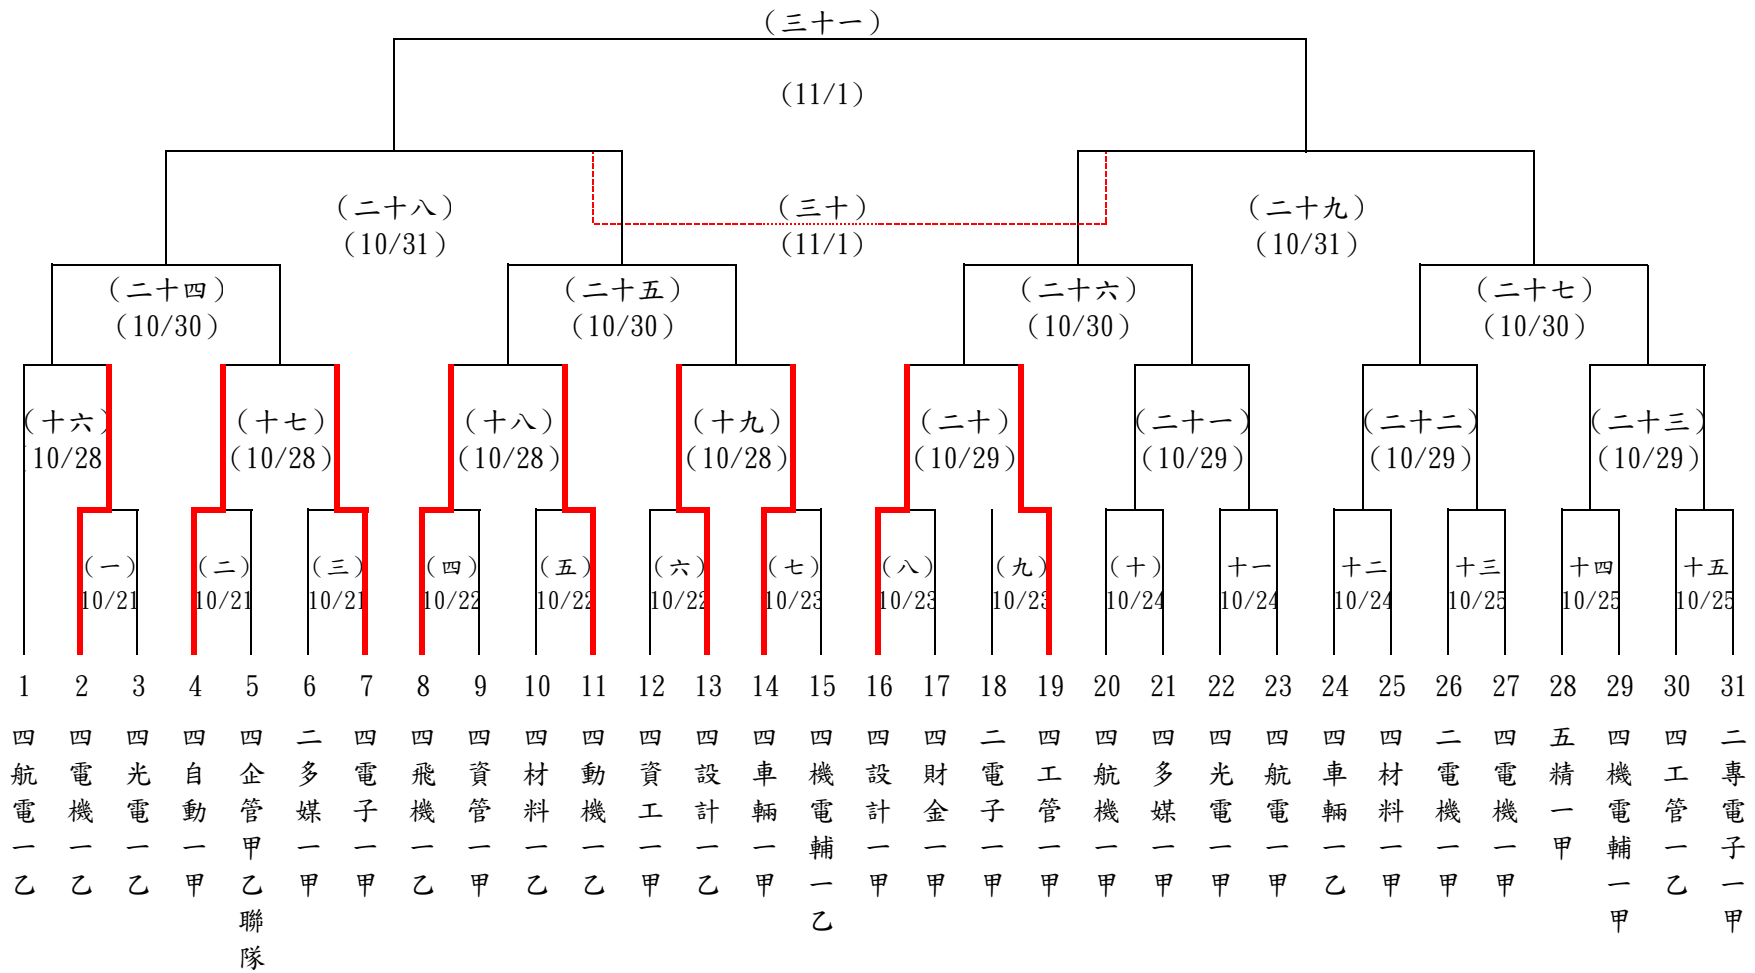 (三十一)
(11/1)
(二十八)
(三十)
(二十九)
(10/31)
(11/1)
(10/31)
(二十四)
(二十五)
(二十六)
(二十七)
(10/30)
(10/30)
(10/30)
(10/30)
(十六)
(十七)
(十八)
(十九)
(二十)
(二十一)
(二十二)
(二十三)
(10/28
(10/28)
(10/28)
(10/28)
(10/29)
(10/29)
(10/29)
(10/29)
(一)
(二)
(三)
(四)
(五)
(六)
(七)
(八)
(九)
(十)
十一
十二
十三
十四
十五
10/21
10/21
10/21
10/22
10/22
10/22
10/23
10/23
10/23
10/24
10/24
10/24
10/25
10/25
10/25
1 2 3 4 5 6 7 8 9 10 11 12 13 14 15 16 17 18 19 20 21 22 23 24 25 26 27 28 29 30 31
四航電一乙
四電機一乙
四光電一乙
四自動一甲
四企管甲乙聯隊
二多媒一甲
四電子一甲
四飛機一乙
四資管一甲
四材料一乙
四動機一乙
四資工一甲
四設計一乙
四車輛一甲
四機電輔一乙
四設計一甲
四財金一甲
二電子一甲
四工管一甲
四航機一甲
四多媒一甲
四光電一甲
四航電一甲
四車輛一乙
四材料一甲
二電機一甲
四電機一甲
五精一甲
四機電輔一甲
四工管一乙
二專電子一甲